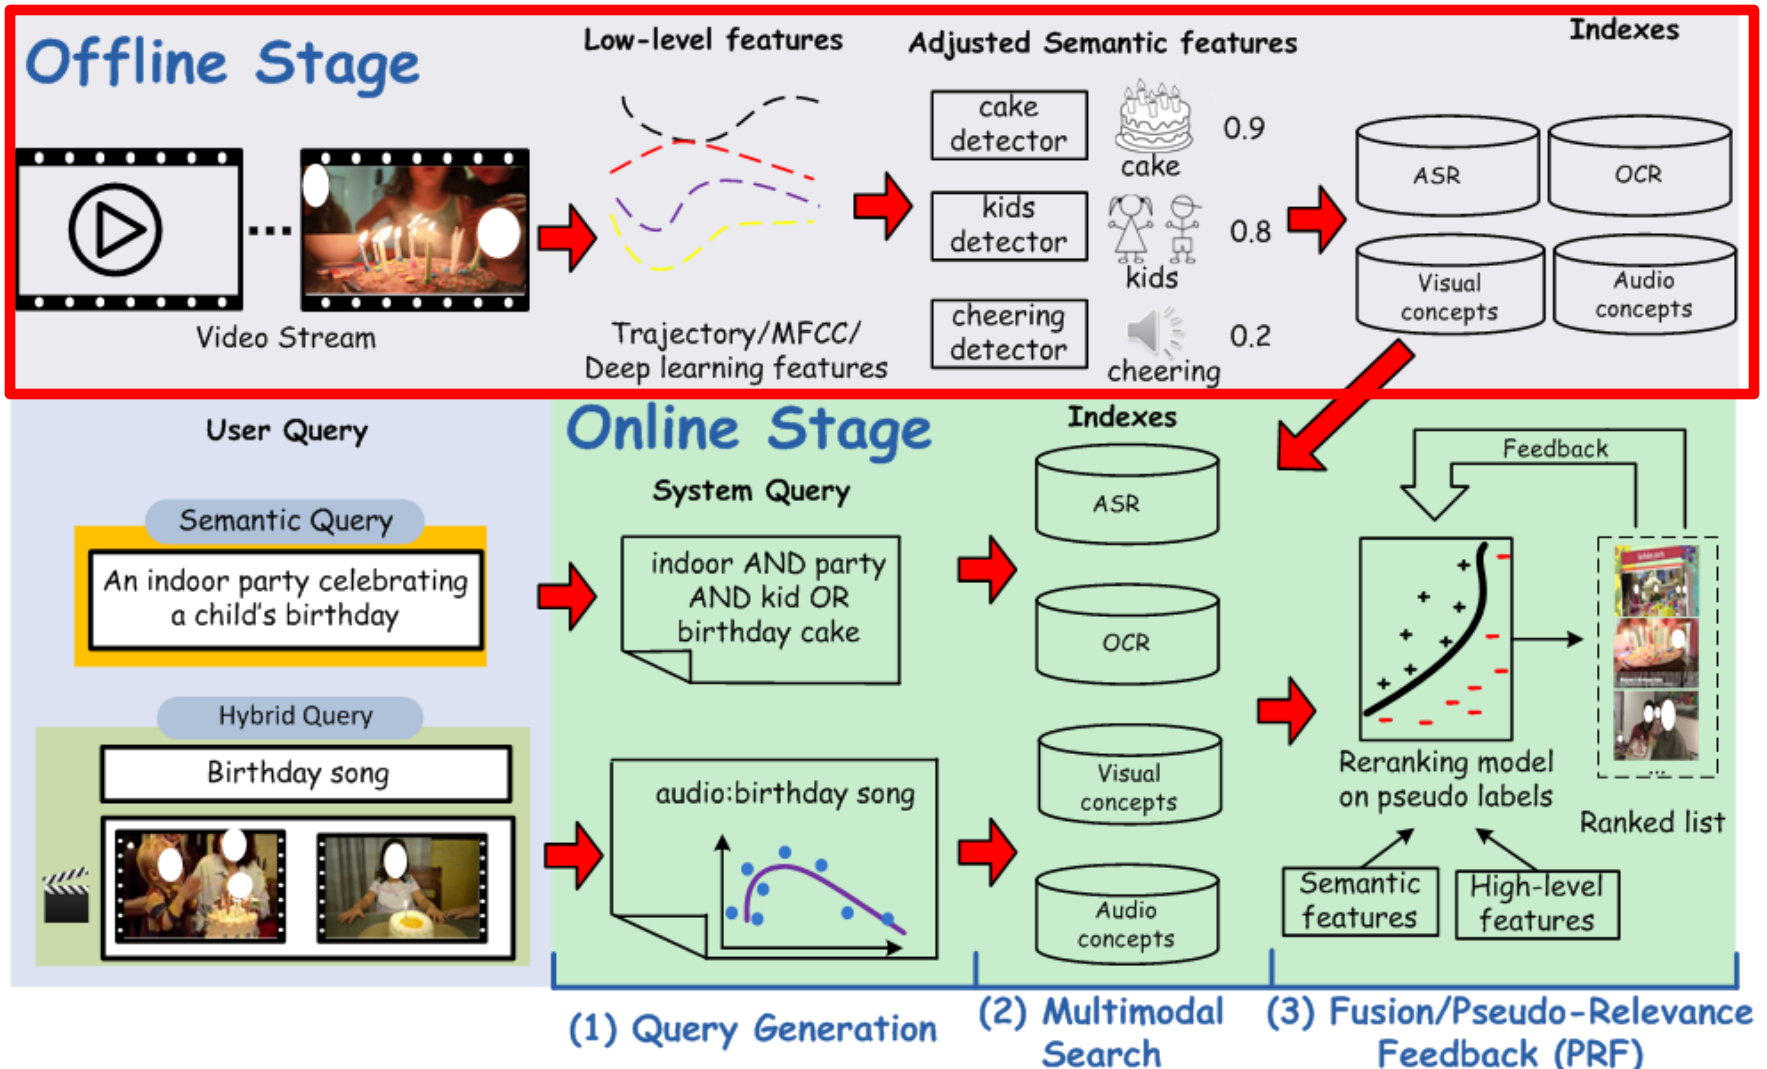 Offline Stage
Low-level features
Adjusted Semantic features
Indexes
cake
detector
cake
0.9
kids
detector
kids
0.8
cheering
detector
cheering
0.2
ASR
OCR
Visual
concepts
Audio
concepts
Video Stream
Trajectory/MFCC/
Deep learning features
User Query
Online Stage
Indexes
Feedback
System Query
Semantic Query
An indoor party celebrating
a child's birthday
indoor AND party
AND kid OR
birthday cake
ASR
OCR
Hybrid Query
Birthday song
audio:birthday song
Visual
concepts
Audio
concepts
Reranking model
on pseudo labels
...
Ranked list
Semantic
features
High-level
features
(1) Query Generation
(2) Multimodal
Search
(3) Fusion/Pseudo-Relevance
Feedback (PRF)